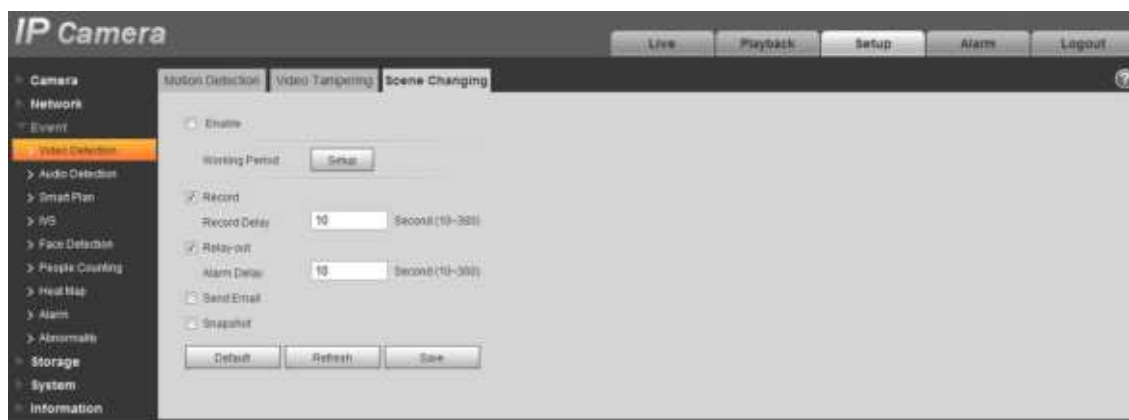 IP Camera
Live Playback Setup Alarm Logout
Motion Detection Video Tampering Scene Changing
Camera
Network
Event
Video Detection
Audio Detection
Smart Plan
IVS
Face Detection
People Counting
Heat Map
Alarm
Abnormality
Storage
System
Information
Enable
Working Period Setup
Record
Record Delay 10 Second (10~300)
Relay-out
Alarm Delay 10 Second (10~300)
Send Email
Snapshot
Default Refresh Save